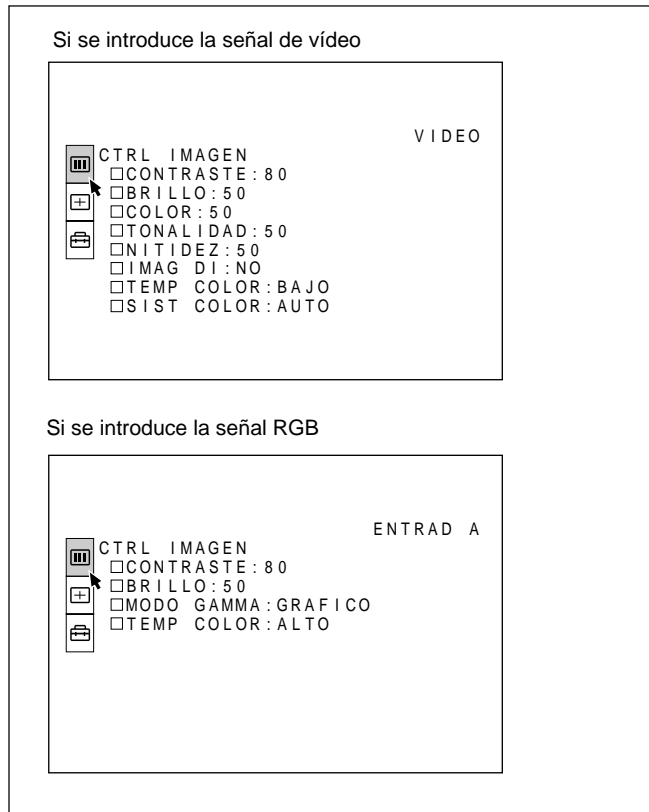 Si se introduce la señal de vídeo
VIDEO
CTRL IMAGEN
□CONTRASTE:80
□BRILLO:50
□COLOR:50
□TONALIDAD:50
□NITIDEZ:50
□IMAG DI:NO
□TEMP COLOR:BAJO
□SIST COLOR:AUTO
Si se introduce la señal RGB
ENTRAD A
CTRL IMAGEN
□CONTRASTE:80
□BRILLO:50
□MODO GAMMA:GRAFICO
□TEMP COLOR:ALTO